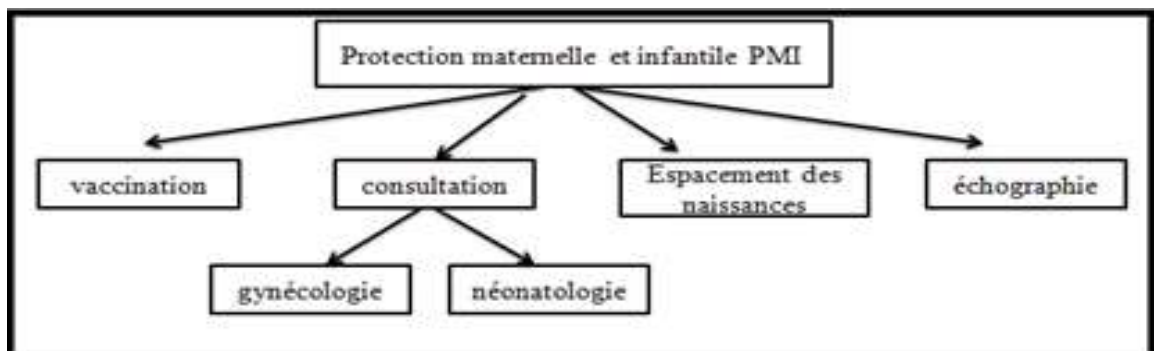 Protection maternelle et infantile PMI
vaccination
consultation
Espacement des
naissances
échographie
gynécologie
néonatologie